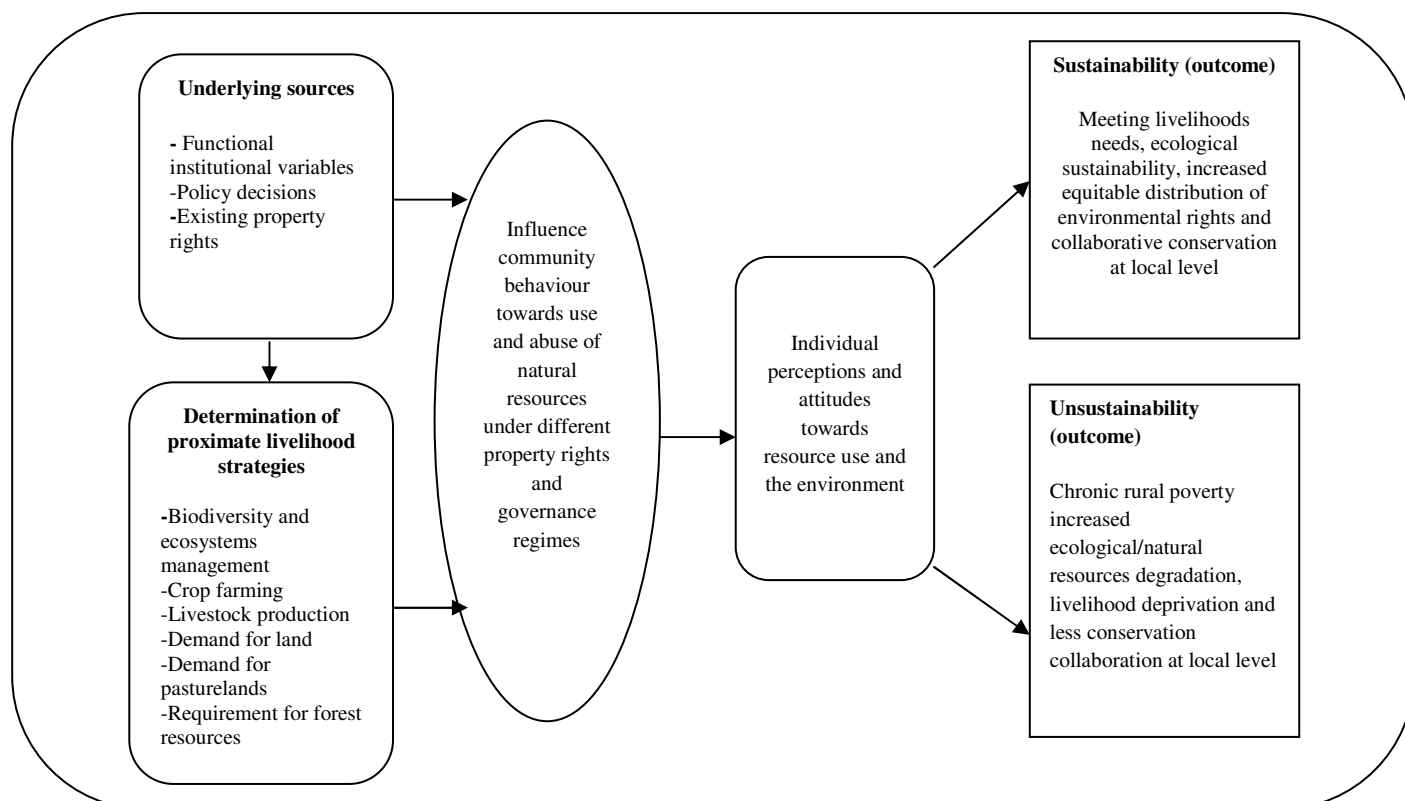 Underlying sources
- Functional
institutional variables
-Policy decisions
-Existing property
rights
Determination of
proximate livelihood
strategies
-Biodiversity and
ecosystems
management
-Crop farming
-Livestock production
-Demand for land
-Demand for
pasturelands
-Requirement for forest
resources
Influence
community
behaviour
towards use
and abuse of
natural
resources
under different
property rights
and
governance
regimes
Individual
perceptions and
attitudes
towards
resource use and
the environment
Sustainability (outcome)
Meeting livelihoods
needs, ecological
sustainability, increased
equitable distribution of
environmental rights and
collaborative conservation
at local level
Unsustainability
(outcome)
Chronic rural poverty
increased
ecological/natural
resources degradation,
livelihood deprivation and
less conservation
collaboration at local level